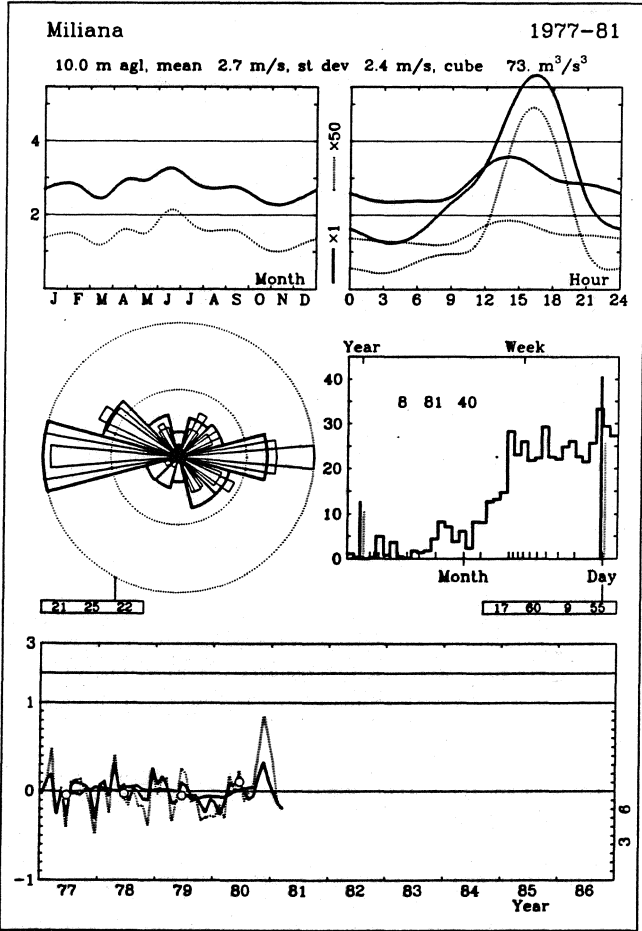 Miliana 1977-81
10.0 m agl, mean 2.7 m/s, st dev 2.4 m/s, cube 73. m³/s³
4
2
Month
J F M A M J J A S O N D
×1 ×50
Hour
0 3 6 9 12 15 18 21 24
Year Week
40
30
20
10
0
8 81 40
Month Day
21 25 22
17 60 9 55
3
1
0
-1
3 6
77 78 79 80 81 82 83 84 85 86
Year